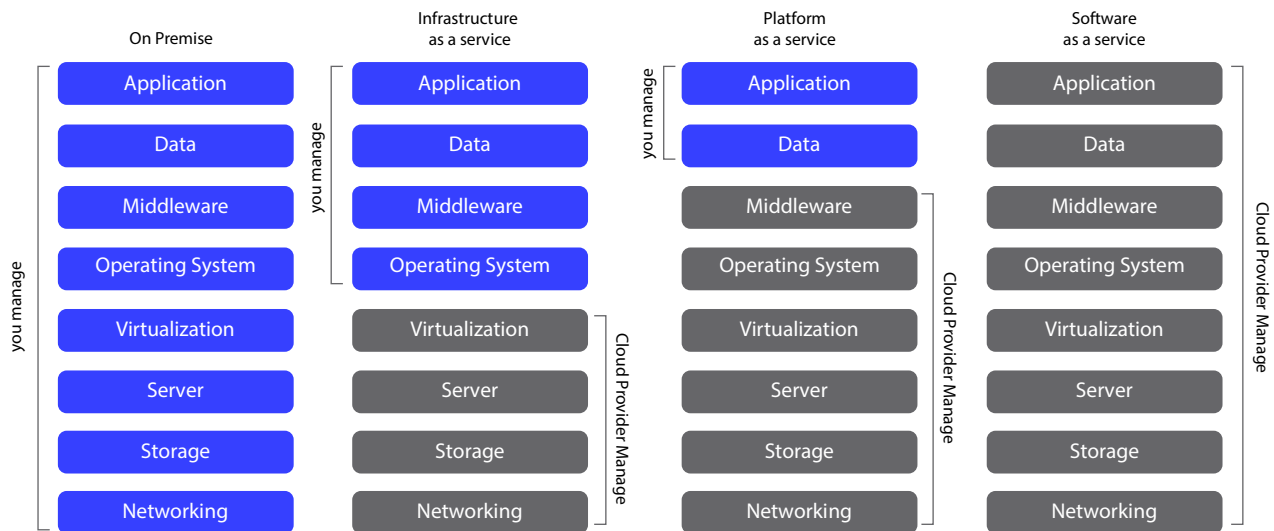 On Premise
you manage
Application
Data
Middleware
Operating System
Virtualization
Server
Storage
Networking
Infrastructure
as a service
you manage
Application
Data
Middleware
Operating System
Virtualization
Server
Storage
Networking
Cloud Provider Manage
Platform
as a service
you manage
Application
Data
Middleware
Operating System
Virtualization
Server
Storage
Networking
Cloud Provider Manage
Software
as a service
Application
Data
Middleware
Operating System
Virtualization
Server
Storage
Networking
Cloud Provider Manage